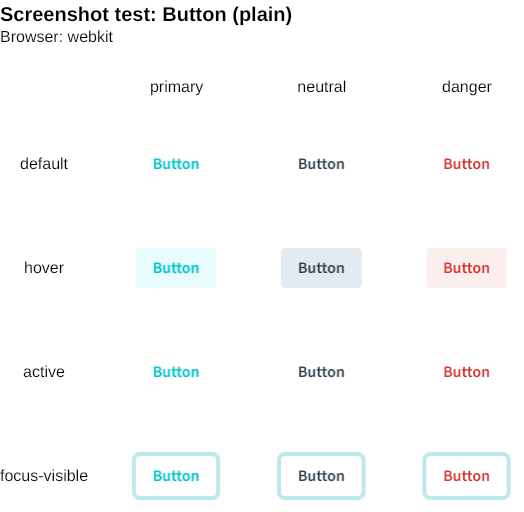 Screenshot test: Button (plain)
Browser: webkit
primary neutral danger
default Button Button Button
hover Button Button Button
active Button Button Button
focus-visible Button Button Button